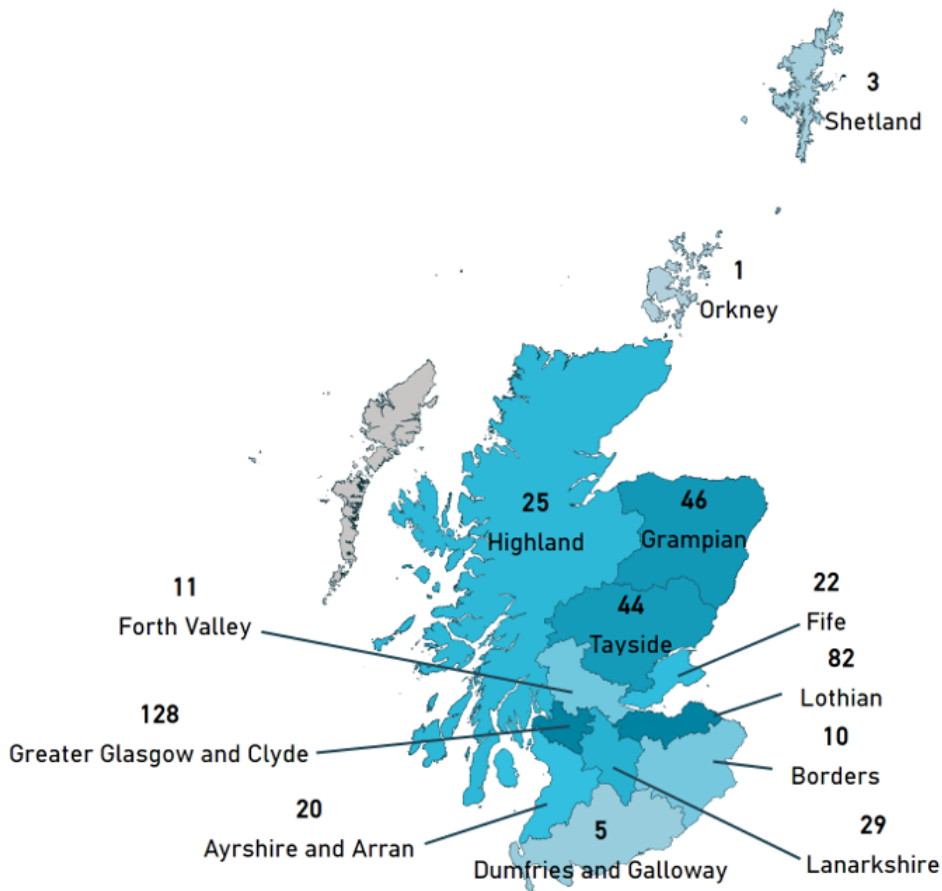 3
Shetland
1
Orkney
25
Highland
46
Grampian
11
Forth Valley
44
Tayside
22
Fife
82
Lothian
128
Greater Glasgow and Clyde
10
Borders
20
Ayrshire and Arran
5
Dumfries and Galloway
29
Lanarkshire